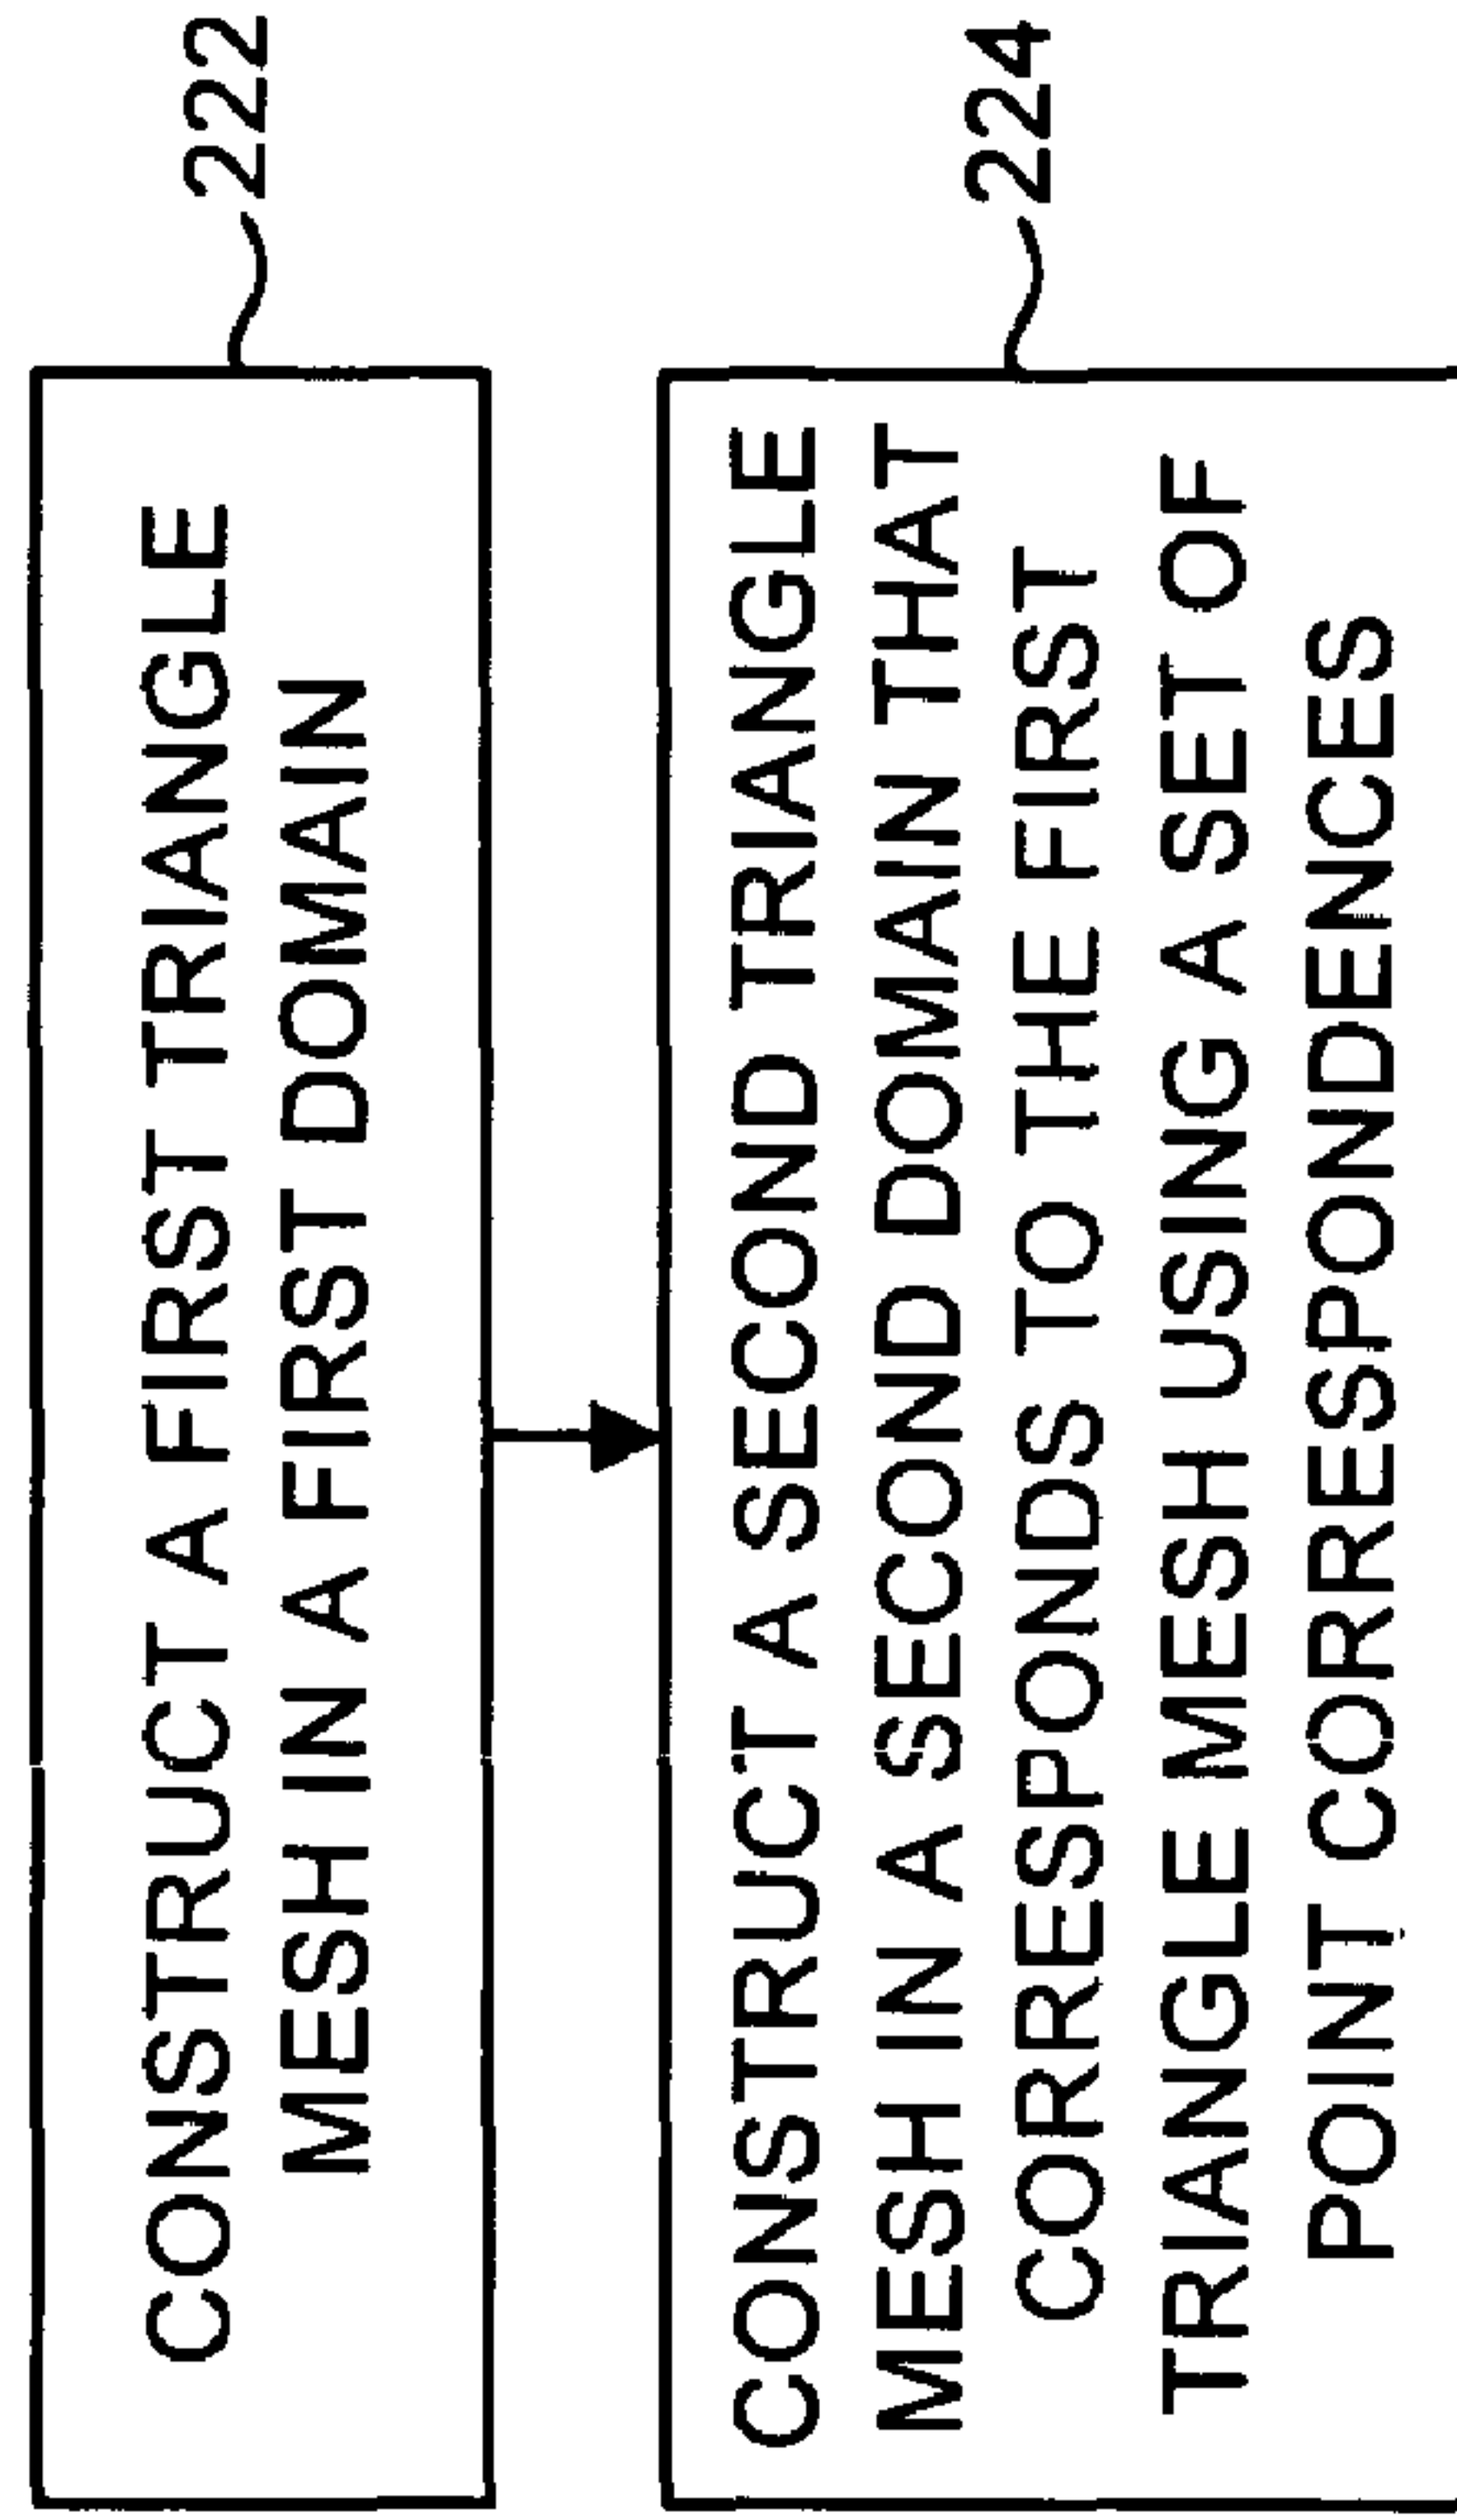 CONSTRUCT A FIRST TRIANGLE
MESH IN A FIRST DOMAIN
222
CONSTRUCT A SECOND TRIANGLE
MESH IN A SECOND DOMAIN THAT
CORRESPONDS TO THE FIRST
TRIANGLE MESH USING A SET OF
POINT CORRESPONDENCES
224